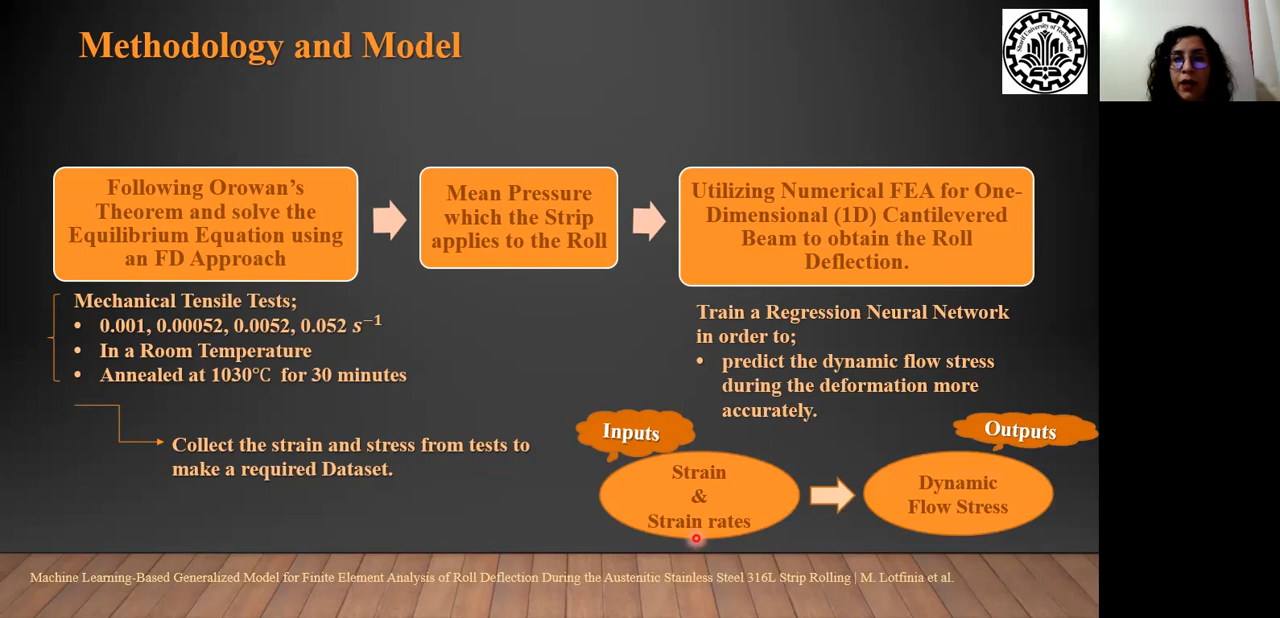 Methodology and Model
Sharif University of Technology
Following Orowan's
Theorem and solve the
Equilibrium Equation using
an FD Approach
Mean Pressure
which the Strip
applies to the Roll
Utilizing Numerical FEA for One-
Dimensional (1D) Cantilevered
Beam to obtain the Roll
Deflection.
Mechanical Tensile Tests;
• 0.001, 0.00052, 0.0052, 0.052 s⁻¹
• In a Room Temperature
• Annealed at 1030℃ for 30 minutes
Collect the strain and stress from tests to
make a required Dataset.
Train a Regression Neural Network
in order to;
• predict the dynamic flow stress
during the deformation more
accurately.
Inputs
Strain
&
Strain rates
Outputs
Dynamic
Flow Stress
Machine Learning-Based Generalized Model for Finite Element Analysis of Roll Deflection During the Austenitic Stainless Steel 316L Strip Rolling | M. Lotfinia et al.